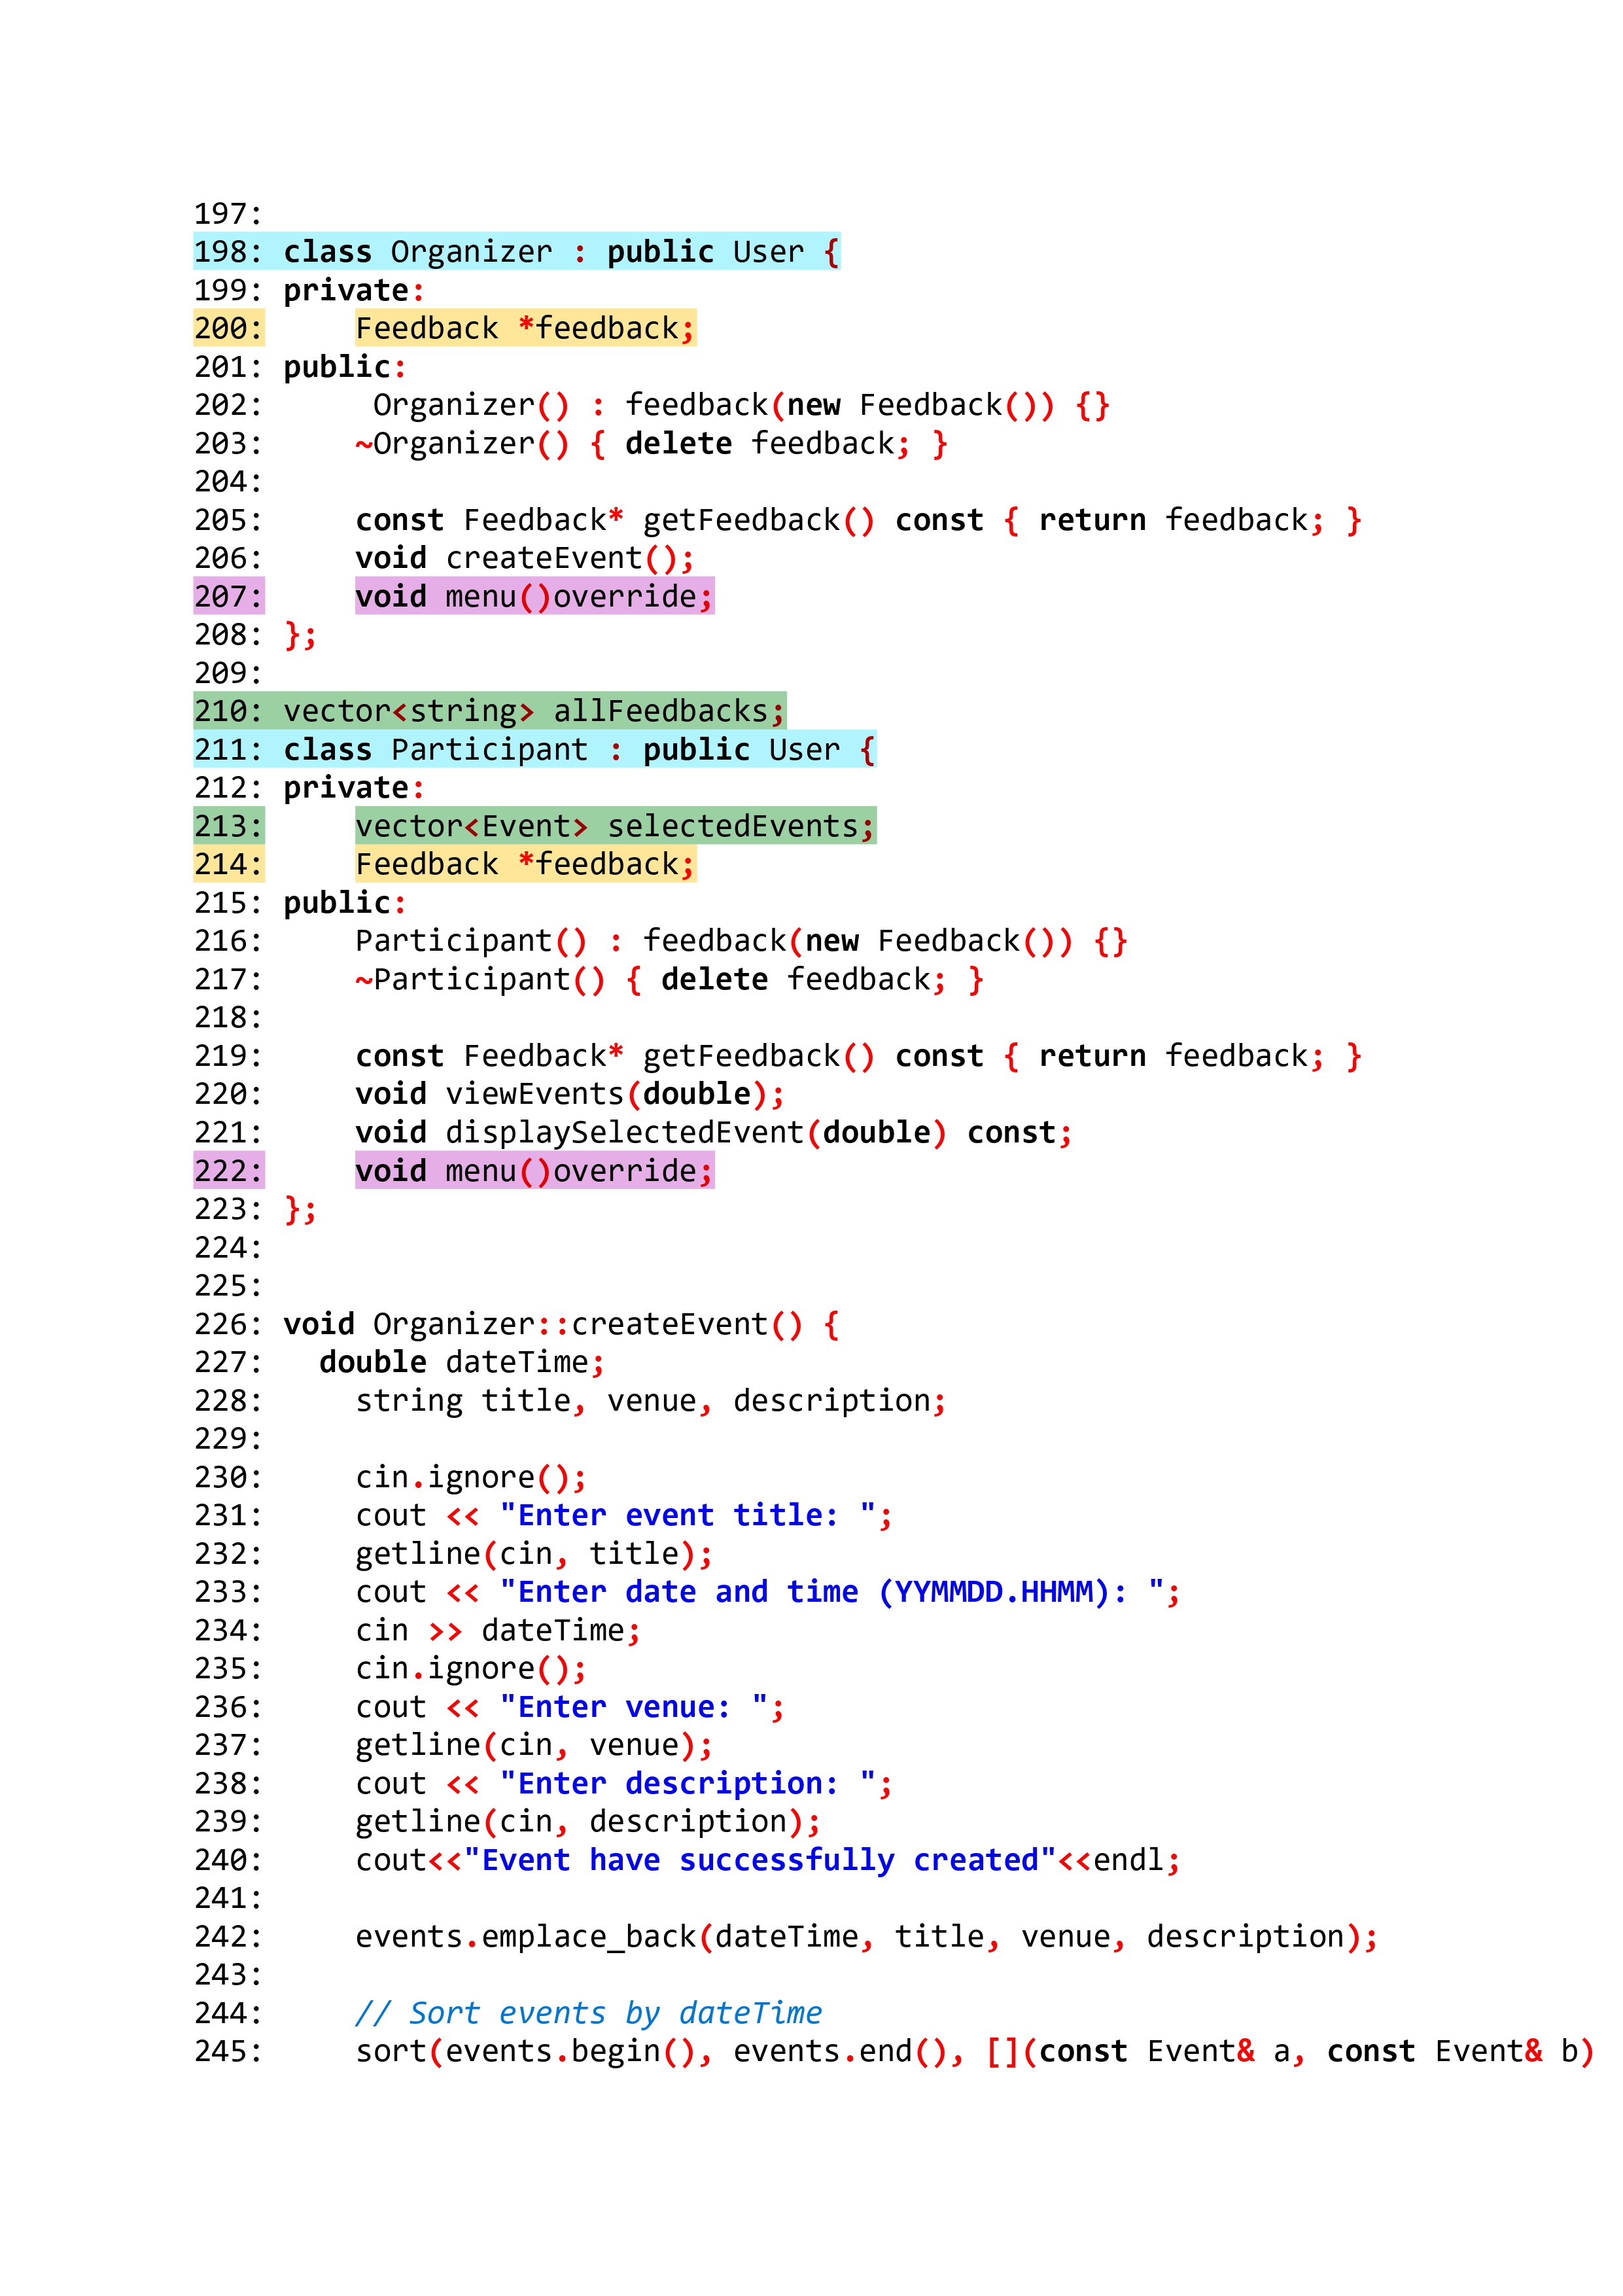 197:
198: class Organizer : public User {
199: private:
200:     Feedback *feedback;
201: public:
202:      Organizer() : feedback(new Feedback()) {}
203:     ~Organizer() { delete feedback; }
204:
205:     const Feedback* getFeedback() const { return feedback; }
206:     void createEvent();
207:     void menu()override;
208: };
209:
210: vector<string> allFeedbacks;
211: class Participant : public User {
212: private:
213:     vector<Event> selectedEvents;
214:     Feedback *feedback;
215: public:
216:     Participant() : feedback(new Feedback()) {}
217:     ~Participant() { delete feedback; }
218:
219:     const Feedback* getFeedback() const { return feedback; }
220:     void viewEvents(double);
221:     void displaySelectedEvent(double) const;
222:     void menu()override;
223: };
224:
225:
226: void Organizer::createEvent() {
227:   double dateTime;
228:     string title, venue, description;
229:
230:     cin.ignore();
231:     cout << "Enter event title: ";
232:     getline(cin, title);
233:     cout << "Enter date and time (YYMMDD.HHMM): ";
234:     cin >> dateTime;
235:     cin.ignore();
236:     cout << "Enter venue: ";
237:     getline(cin, venue);
238:     cout << "Enter description: ";
239:     getline(cin, description);
240:     cout<<"Event have successfully created"<<endl;
241:
242:     events.emplace_back(dateTime, title, venue, description);
243:
244:     // Sort events by dateTime
245:     sort(events.begin(), events.end(), [](const Event& a, const Event& b)